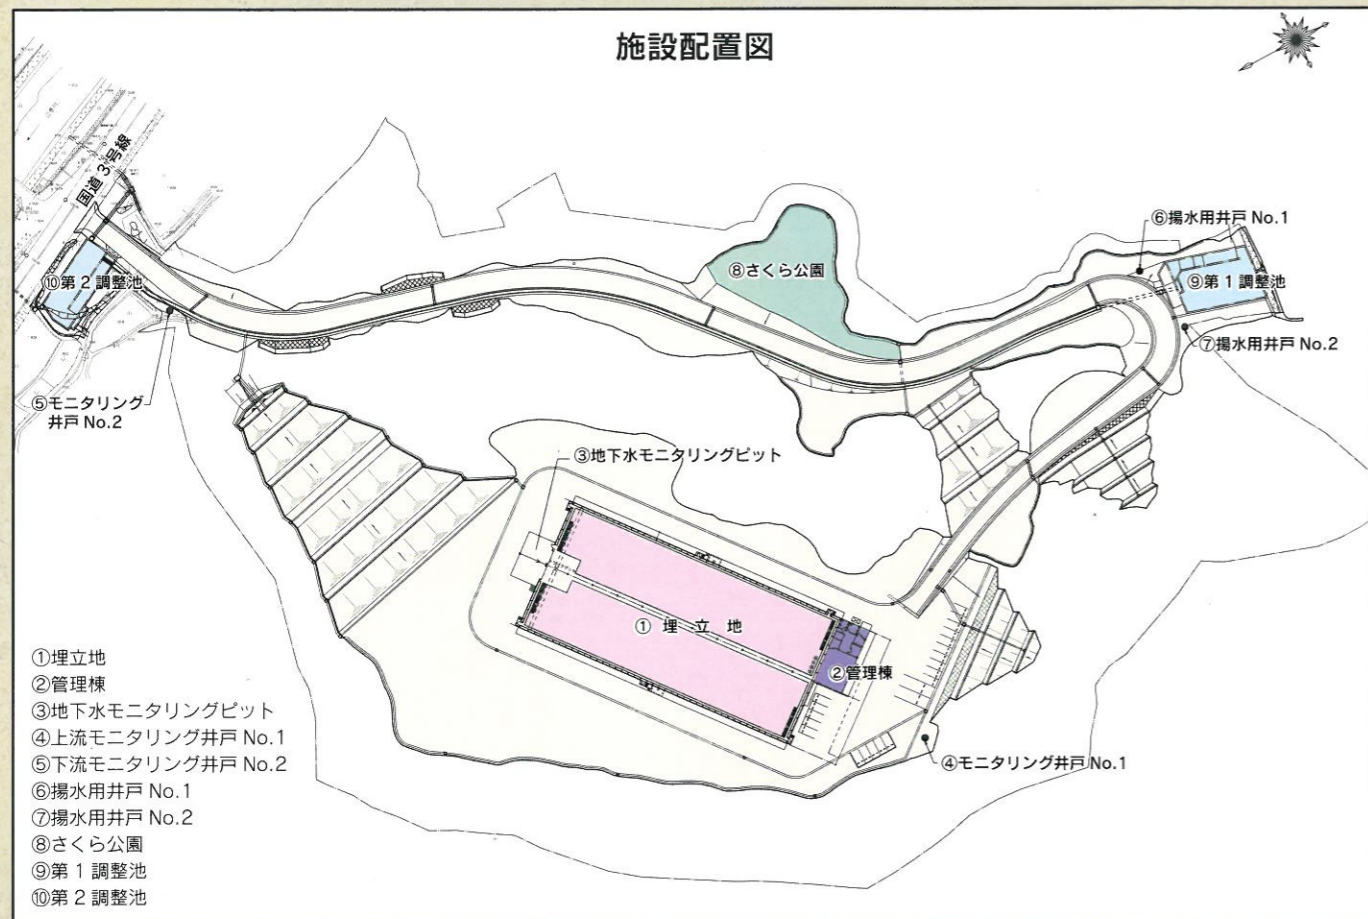 施設配置図
国道3号線
⑩第2調整池
⑤モニタリング
井戸 No.2
⑧さくら公園
⑥揚水用井戸 No.1
⑨第1調整池
⑦揚水用井戸 No.2
③地下水モニタリングピット
①埋立地
②管理棟
④モニタリング井戸 No.1
①埋立地
②管理棟
③地下水モニタリングピット
④上流モニタリング井戸 No.1
⑤下流モニタリング井戸 No.2
⑥揚水用井戸 No.1
⑦揚水用井戸 No.2
⑧さくら公園
⑨第1調整池
⑩第2調整池